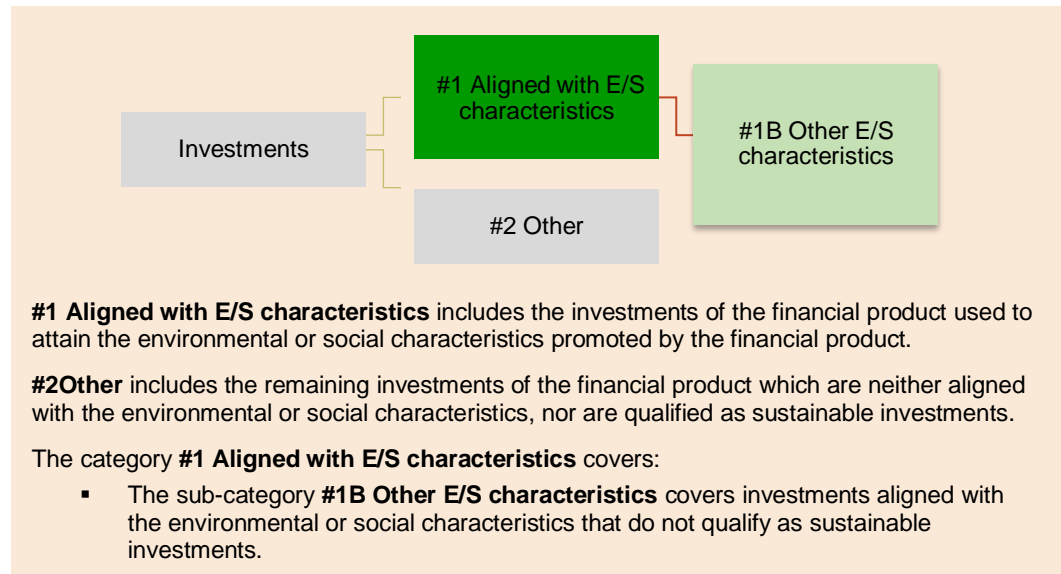 #1 Aligned with E/S
characteristics
#1B Other E/S
characteristics
Investments
#2 Other
#1 Aligned with E/S characteristics includes the investments of the financial product used to
attain the environmental or social characteristics promoted by the financial product.
#2Other includes the remaining investments of the financial product which are neither aligned
with the environmental or social characteristics, nor are qualified as sustainable investments.
The category #1 Aligned with E/S characteristics covers:
▪ The sub-category #1B Other E/S characteristics covers investments aligned with
the environmental or social characteristics that do not qualify as sustainable
investments.